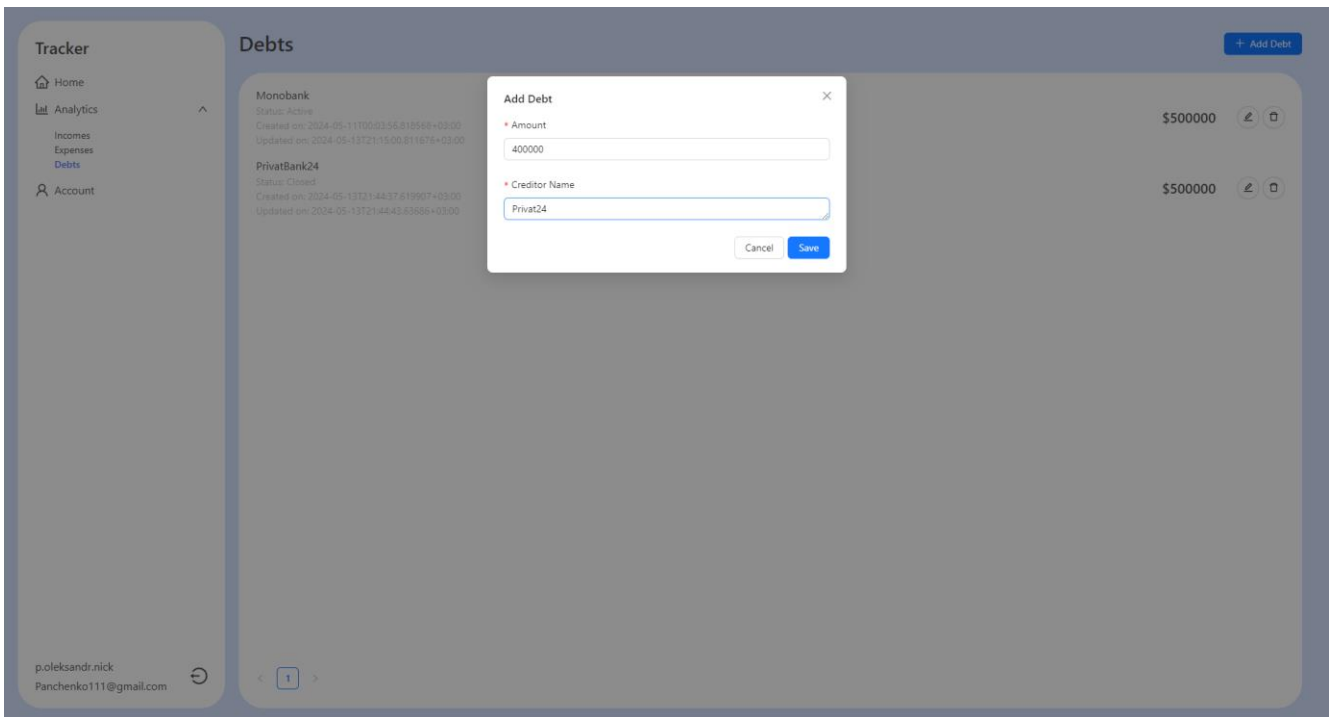 Tracker
Home
Analytics
Incomes
Expenses
Debts
Account
p.oleksandr.nick
Panchenko111@gmail.com
Debts
+ Add Debt
Monobank
Status: Active
Created on: 2024-05-11T00:03:56.818568+03:00
Updated on: 2024-05-13T21:15:00.811676+03:00
$500000
PrivatBank24
Status: Closed
Created on: 2024-05-13T21:44:37.619907+03:00
Updated on: 2024-05-13T21:44:43.63686+03:00
$500000
Add Debt
* Amount
400000
* Creditor Name
Privat24
Cancel
Save
1